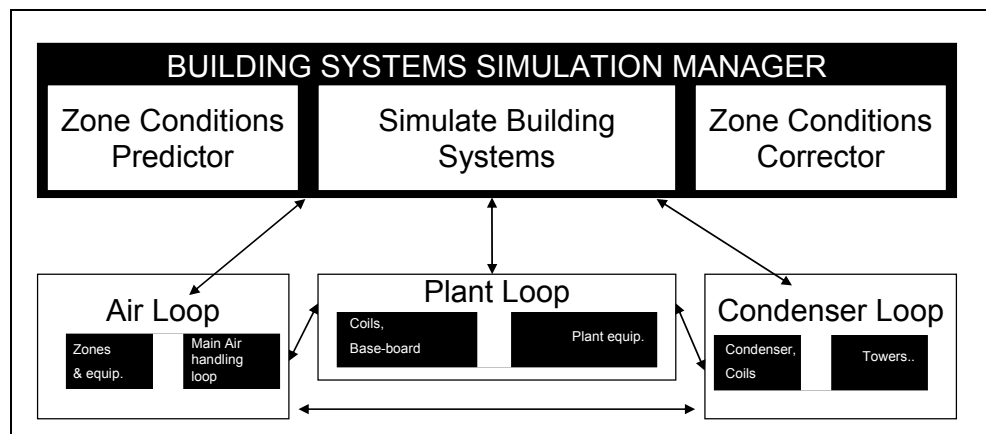 BUILDING SYSTEMS SIMULATION MANAGER
Zone Conditions
Predictor
Simulate Building
Systems
Zone Conditions
Corrector
Air Loop
Zones
& equip.
Main Air
handling
loop
Plant Loop
Coils,
Base-board
Plant equip.
Condenser Loop
Condenser,
Coils
Towers..